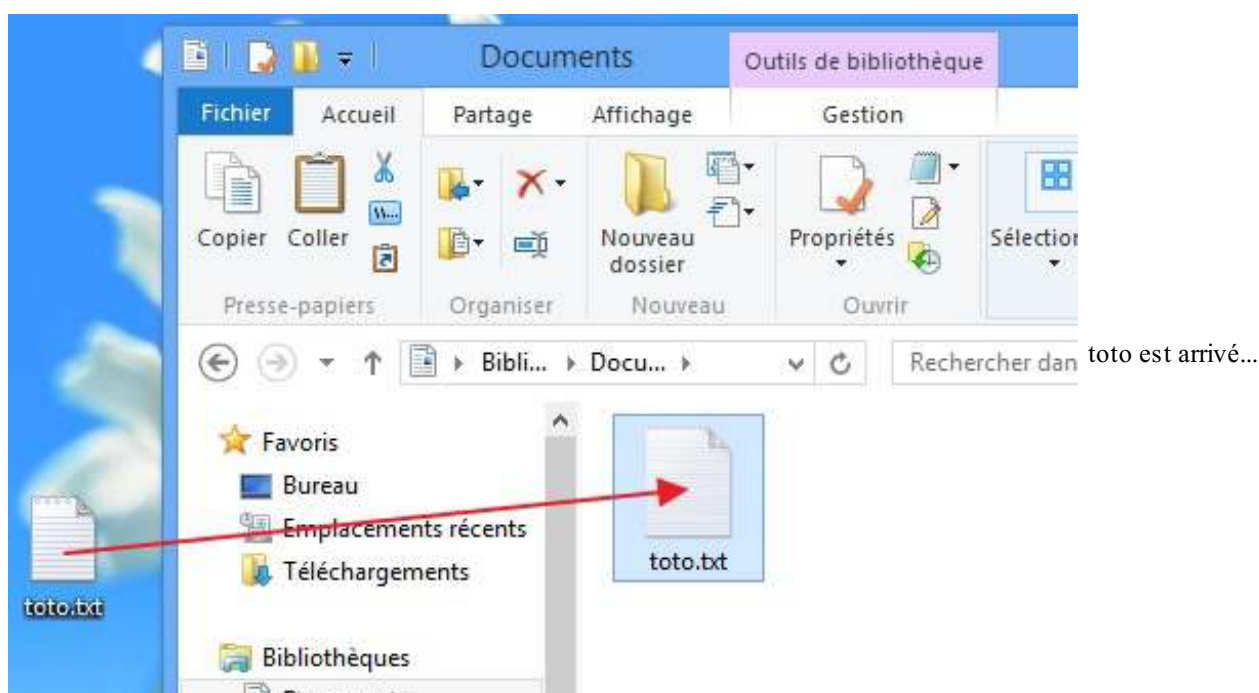 Documents
Outils de bibliothèque
Fichier Accueil Partage Affichage Gestion
Copier Coller Nouveau dossier Propriétés Sélection
Presse-papiers Organiser Nouveau Ouvrir
Bibli... Docu... Rechercher dan
toto est arrivé...
Favoris
Bureau
Emplacements récents
Téléchargements
toto.txt
toto.txt
Bibliothèques